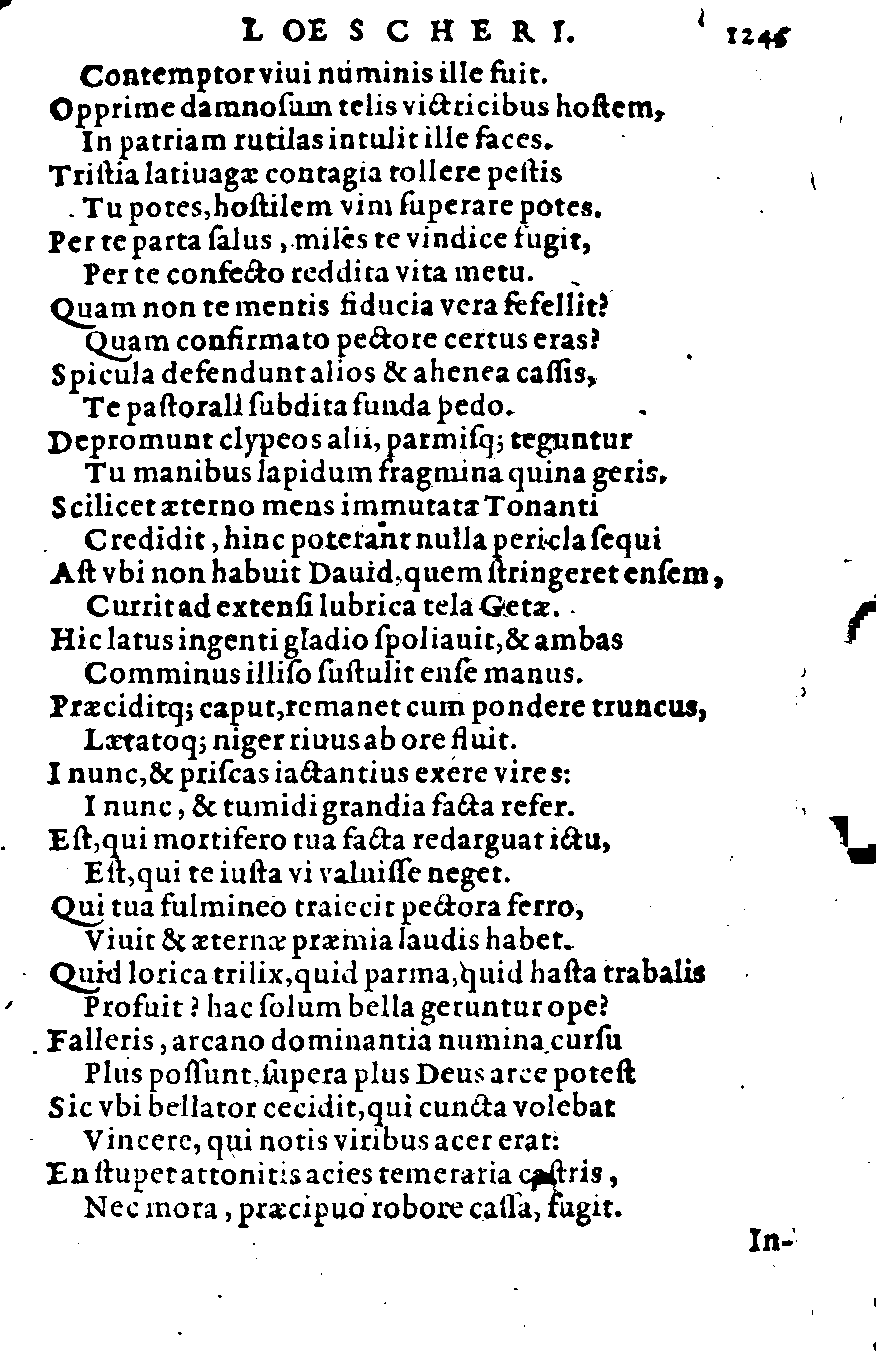 LOESCHERI. 1245
Contemptor viui numinis ille fuit.
Opprime damnoſum telis victricibus hoſtem,
In patriam rutilas intulit ille faces.
Triſtia latiuagæ contagia tollere peſtis
Tu potes, hoſtilem vim ſuperare potes.
Per te parta ſalus, miles te vindice fugit,
Per te confecto reddita vita metu.
Quam non te mentis fiducia vera fefellit?
Quam confirmato pectore certus eras?
Spicula defendunt alios & ahenea caſſis,
Te paſtorali ſubdita funda pedo.
Depromunt clypeos alii, parmiſq; teguntur
Tu manibus lapidum fragmina quina geris.
Scilicet æterno mens immutata Tonanti
Credidit, hinc poterant nulla pericla ſequi
Aſt vbi non habuit Dauid, quem ſtringeret enſem,
Currit ad extenſi lubrica tela Getæ.
Hic latus ingenti gladio ſpoliauit, & ambas
Comminus illiſo ſuſtulit enſe manus.
Præciditq; caput, remanet cum pondere truncus,
Lætatoq; niger riuus ab ore fluit.
I nunc, & priſcas iactantius exere vires:
I nunc, & tumidi grandia facta refer.
Eſt, qui mortifero tua facta redarguat ictu,
Eſt, qui te iuſta vi valuiſſe neget.
Qui tua fulmineo traiecit pectora ferro,
Viuit & æternæ præmia laudis habet.
Quid lorica trilix, quid parma, quid haſta trabalis
Profuit? hac ſolum bella geruntur ope?
Falleris, arcano dominantia numina curſu
Plus poſſunt, ſupera plus Deus arce poteſt
Sic vbi bellator cecidit, qui cuncta volebat
Vincere, qui notis viribus acer erat:
En ſtupet attonitis acies temeraria caſtris,
Nec mora, præcipuo robore caſſa, fugit.
In-